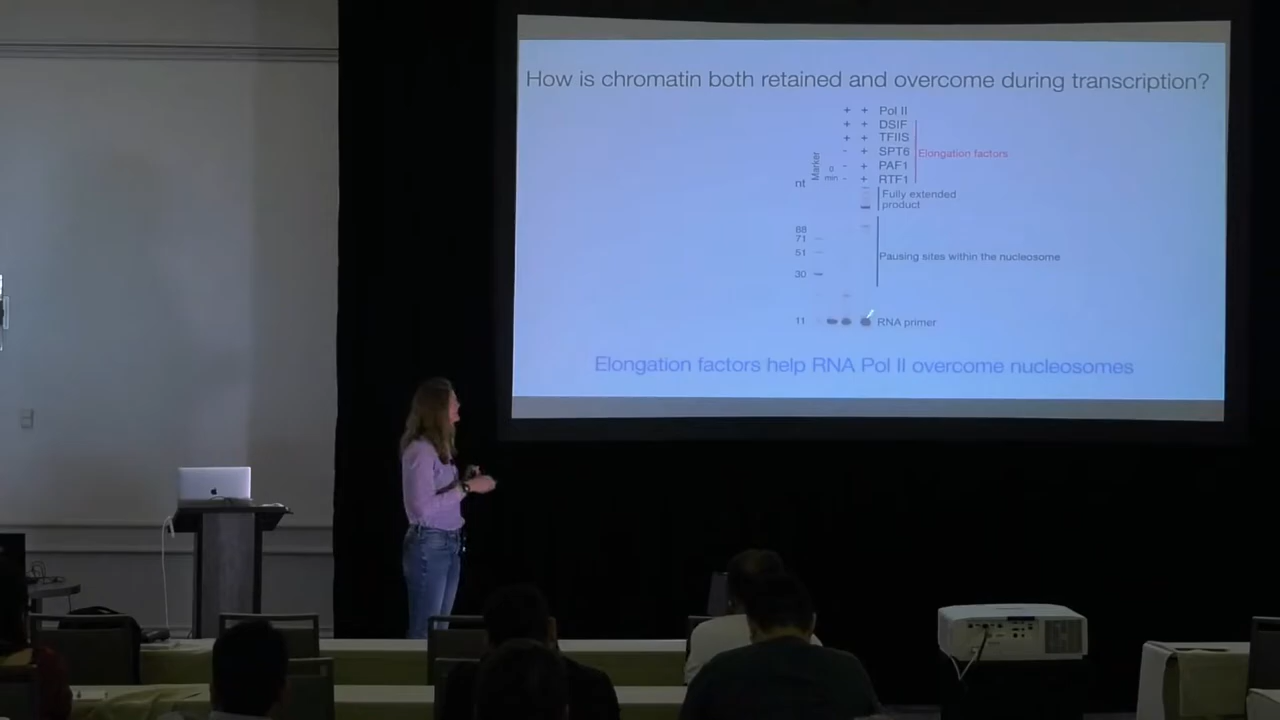 How is chromatin both retained and overcome during transcription?
+ + Pol II
+ + DSIF
+ + TFIIS
- + SPT6
- + PAF1
- + RTF1
Elongation factors
Marker
0
min
nt
Fully extended
product
88
71
51
30
Pausing sites within the nucleosome
11
RNA primer
Elongation factors help RNA Pol II overcome nucleosomes